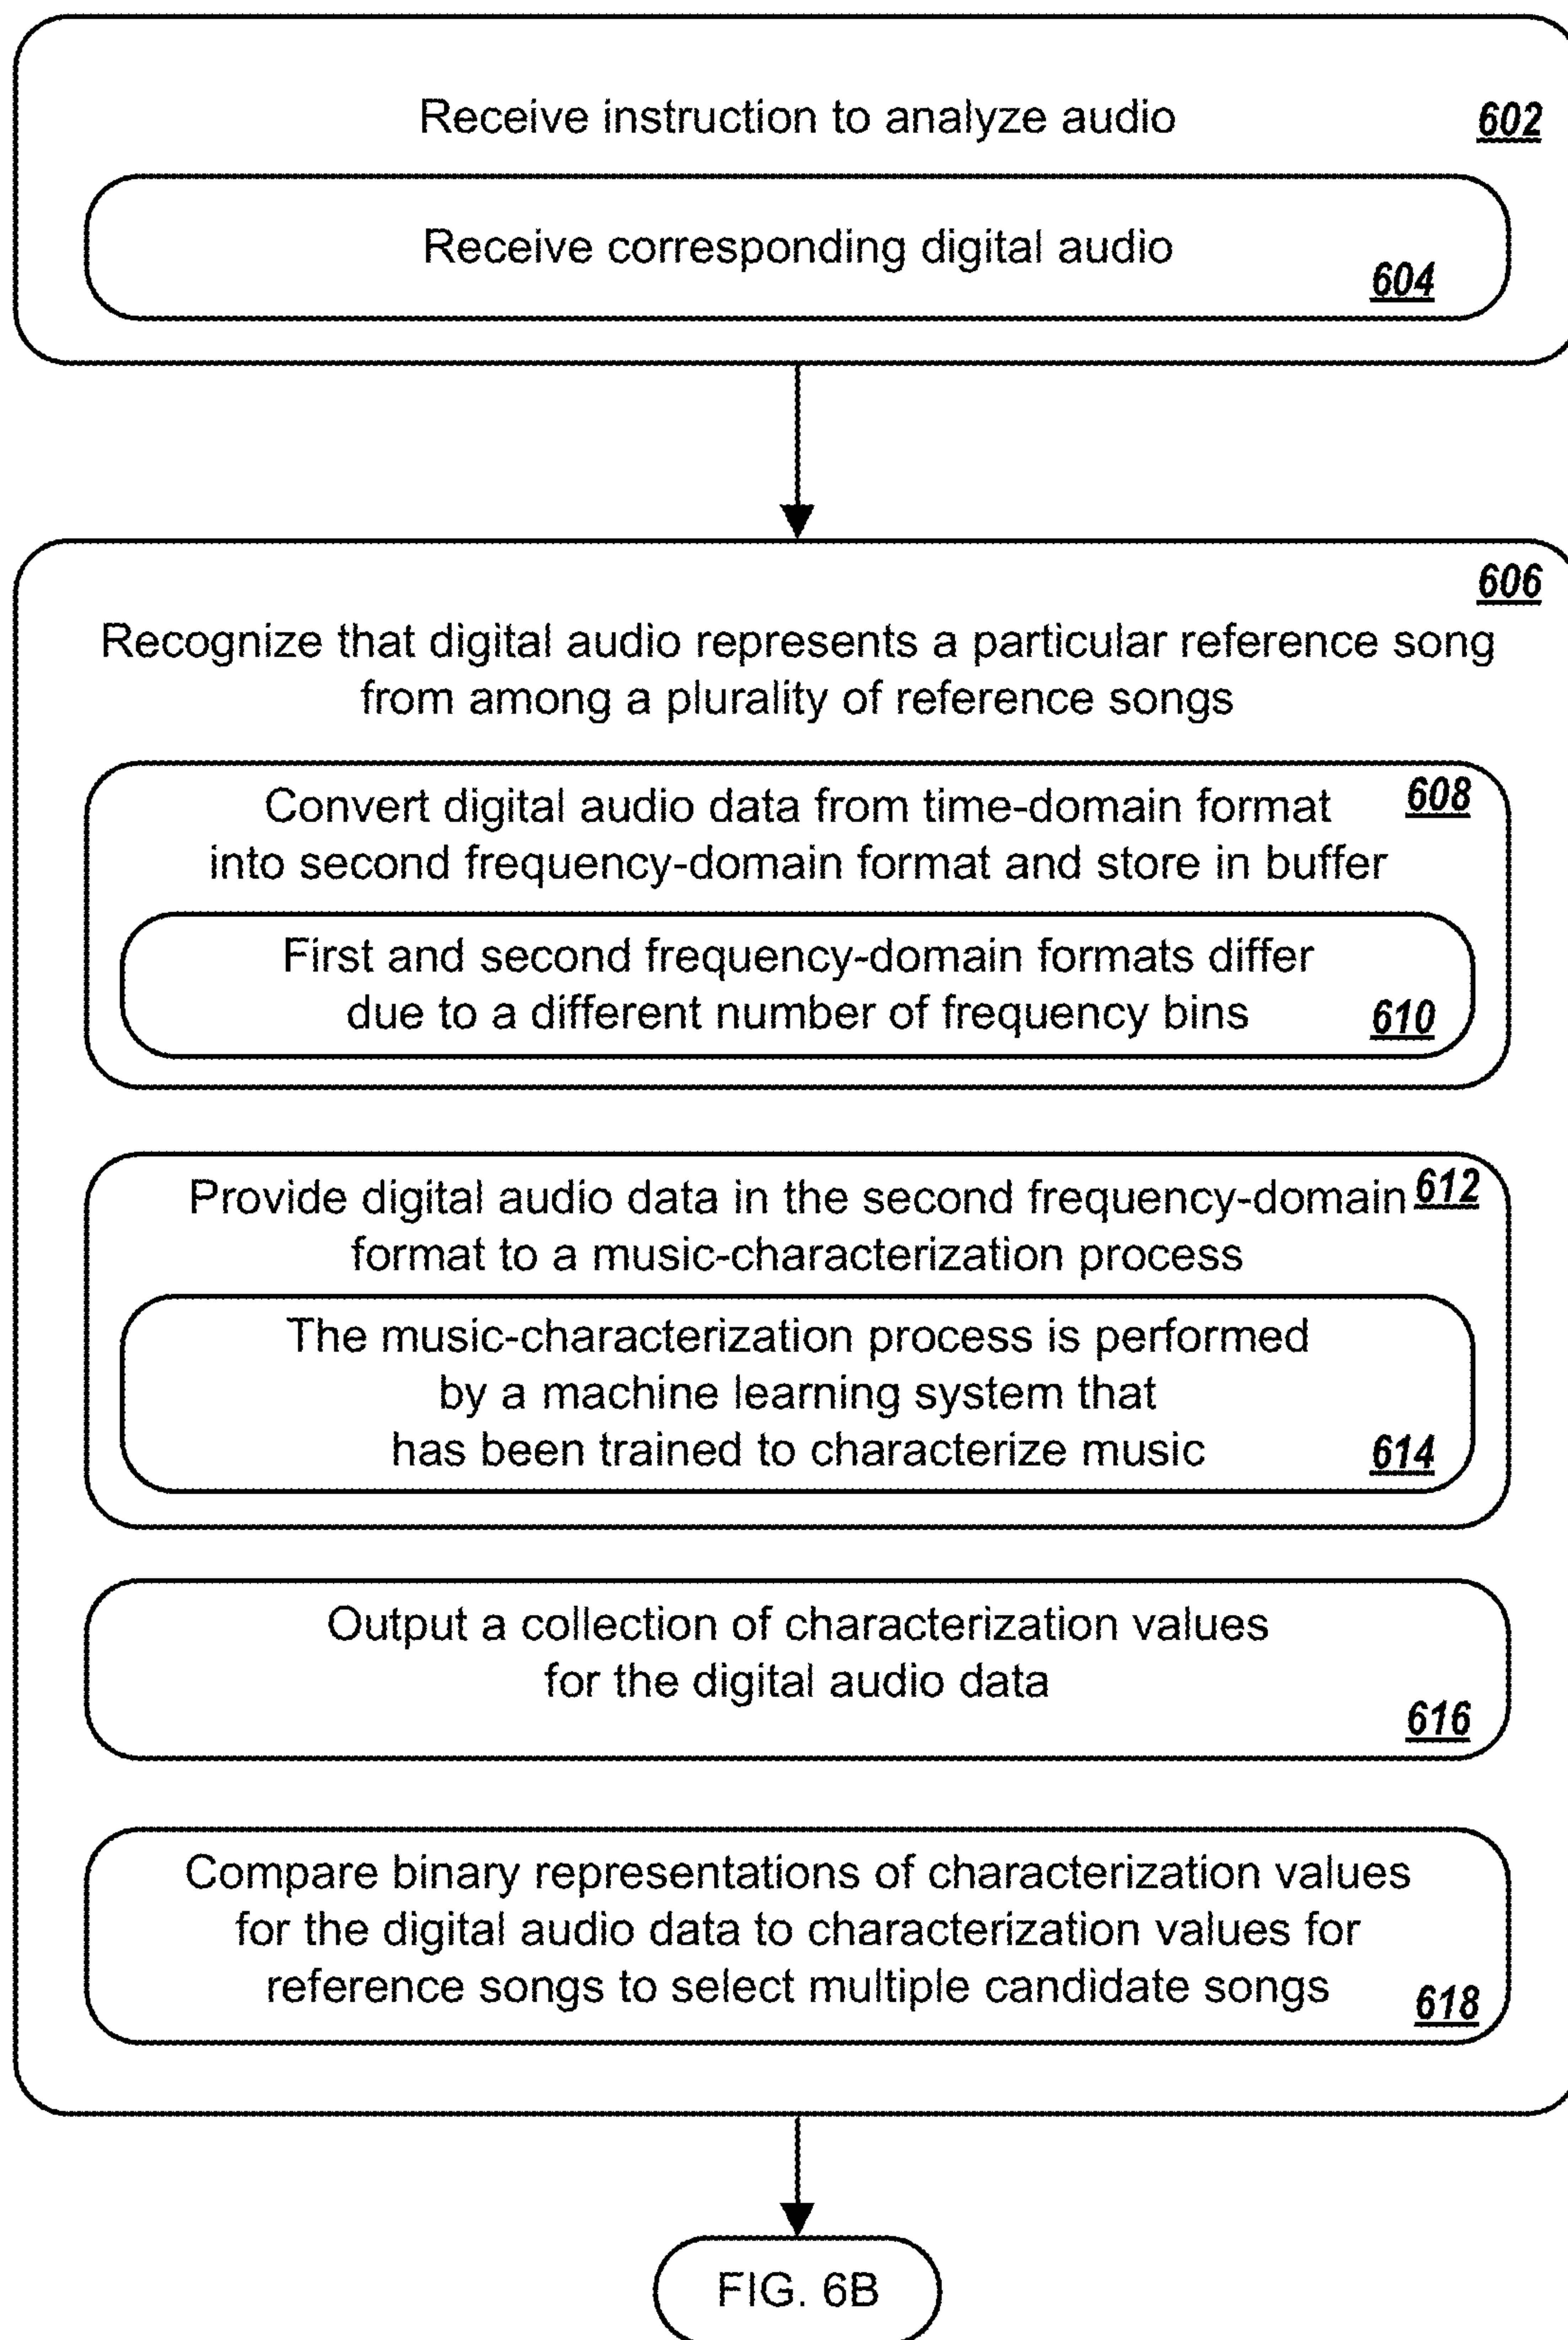 Receive instruction to analyze audio
602
Receive corresponding digital audio
604
606
Recognize that digital audio represents a particular reference song
from among a plurality of reference songs
608
Convert digital audio data from time-domain format
into second frequency-domain format and store in buffer
First and second frequency-domain formats differ
due to a different number of frequency bins
610
Provide digital audio data in the second frequency-domain
612
format to a music-characterization process
The music-characterization process is performed
by a machine learning system that
has been trained to characterize music
614
Output a collection of characterization values
for the digital audio data
616
Compare binary representations of characterization values
for the digital audio data to characterization values for
reference songs to select multiple candidate songs
618
FIG. 6B